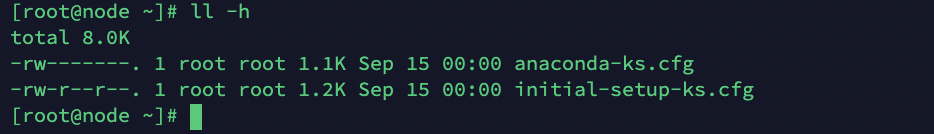 [root@node ~]# ll -h
total 8.0K
-rw-------. 1 root root 1.1K Sep 15 00:00 anaconda-ks.cfg
-rw-r--r--. 1 root root 1.2K Sep 15 00:00 initial-setup-ks.cfg
[root@node ~]#